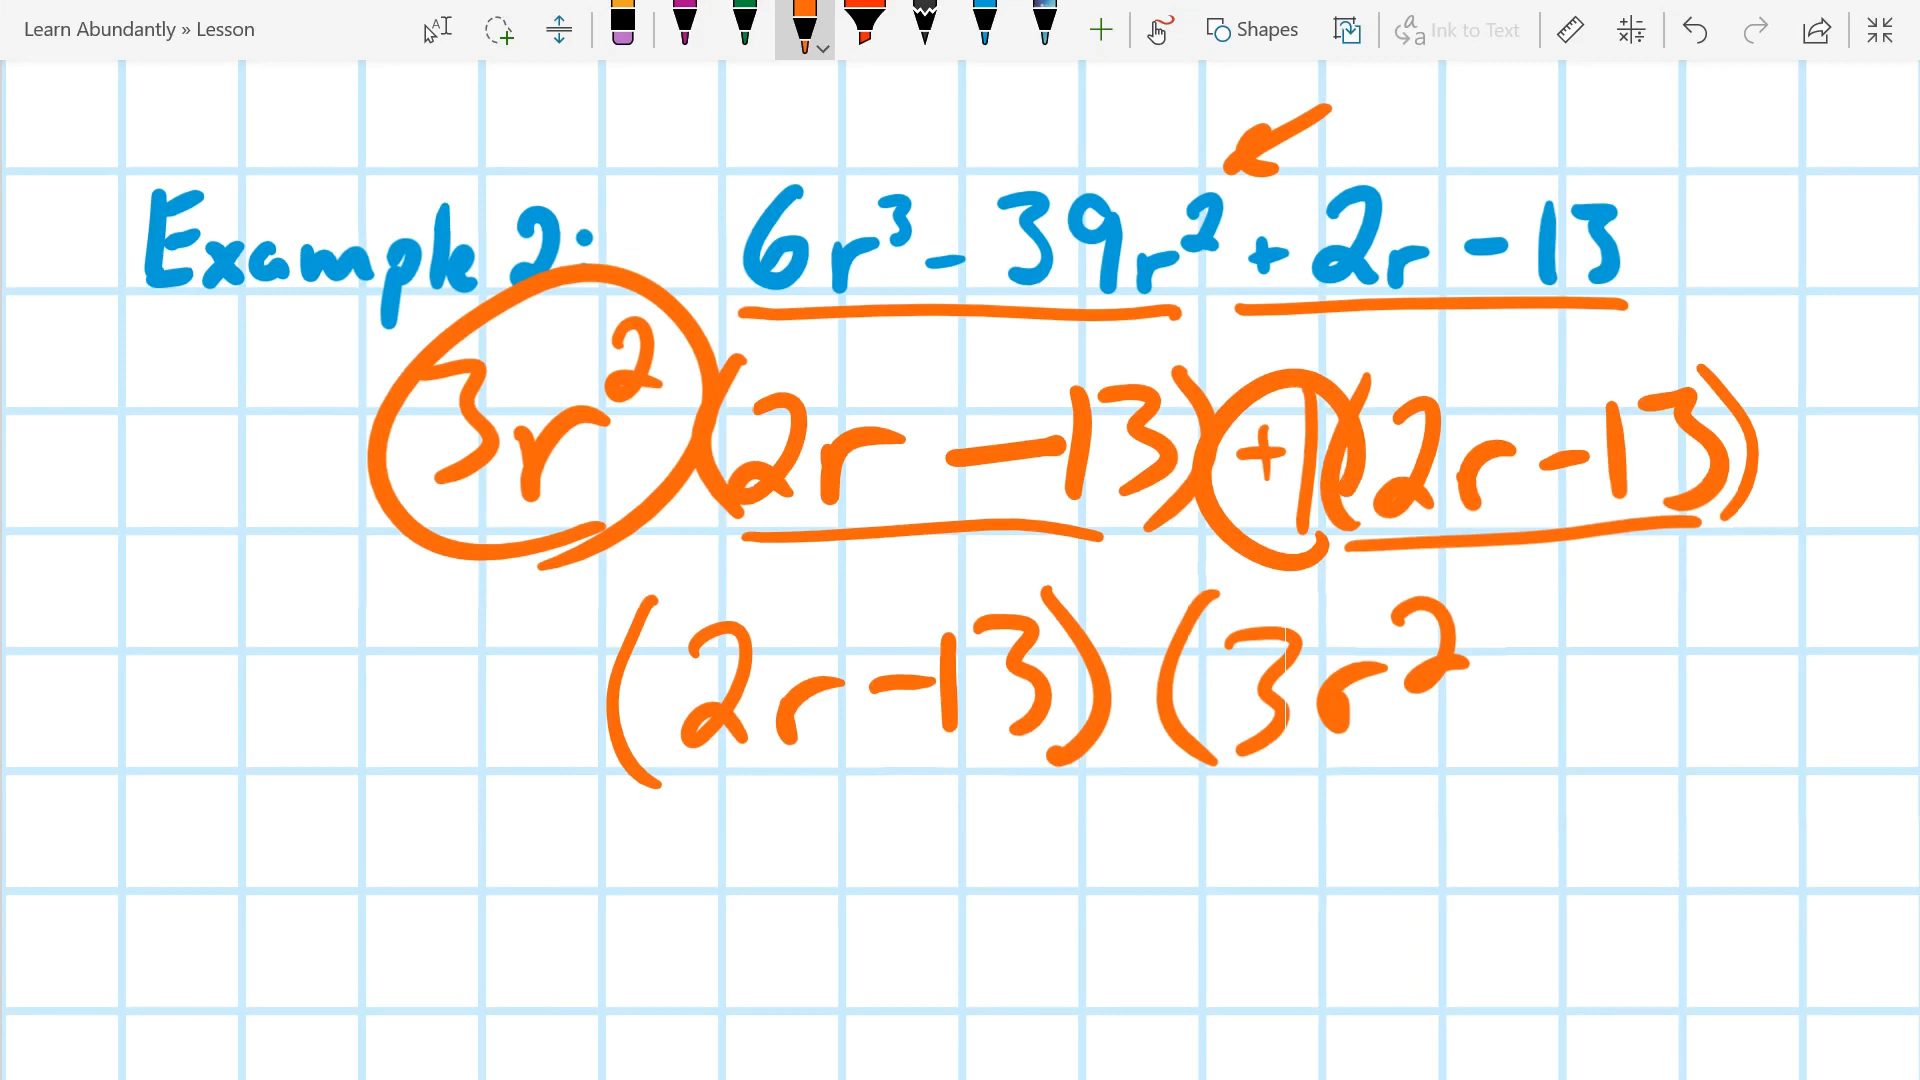 Learn Abundantly » Lesson
Shapes
Ink to Text
Example 2: 6r³ - 39r² + 2r - 13
3r² (2r - 13) + 1 (2r - 13)
(2r - 13) (3r²